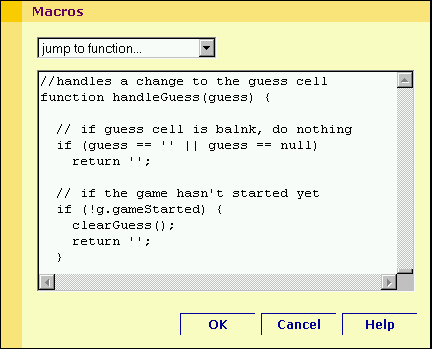 Macros
jump to function...
//handles a change to the guess cell
function handleGuess(guess) {
// if guess cell is balnk, do nothing
if (guess == '' || guess == null)
return '';
// if the game hasn't started yet
if (!g.gameStarted) {
clearGuess();
return '';
}
OK Cancel Help